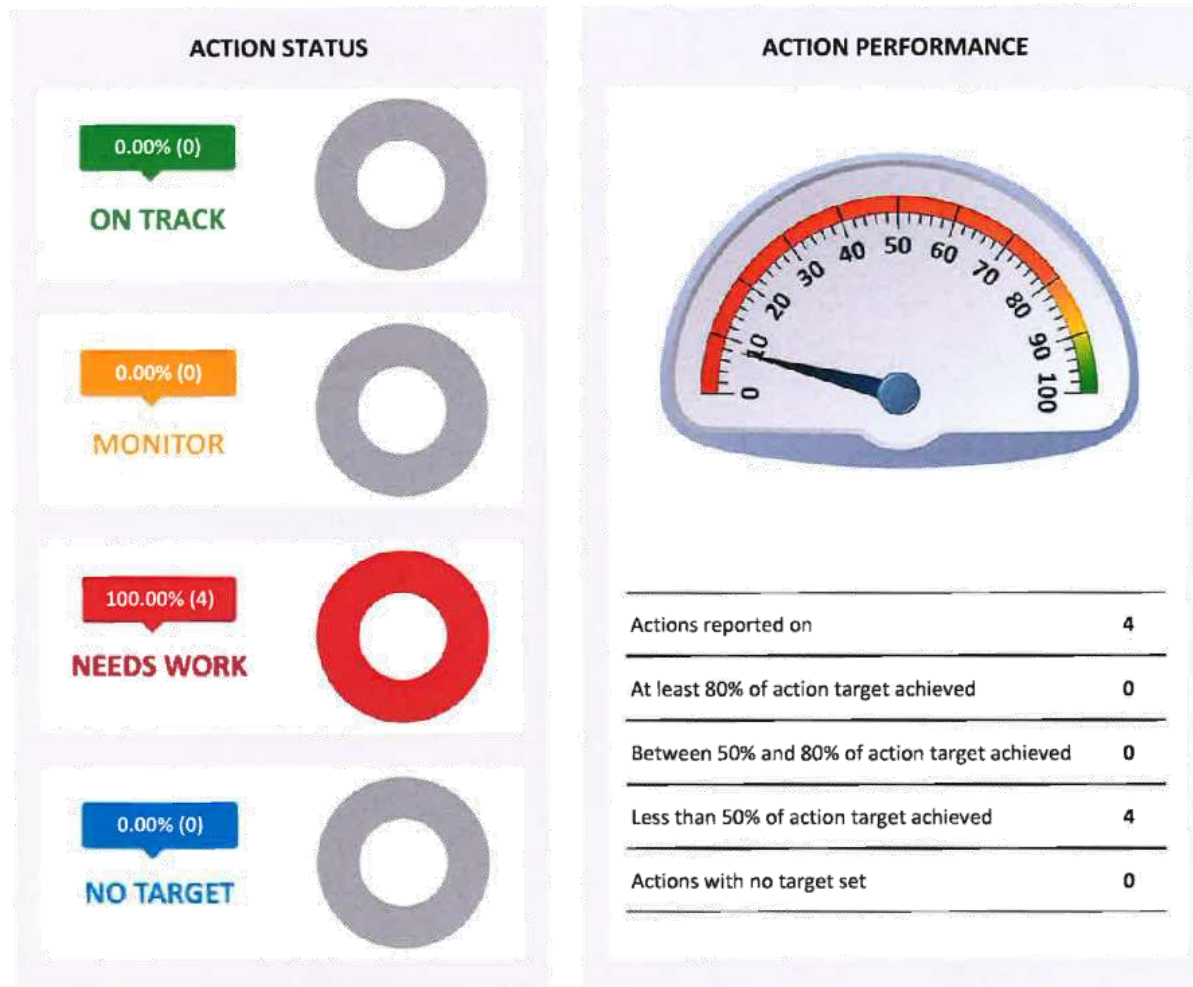 ACTION STATUS
0.00% (0)
ON TRACK
0.00% (0)
MONITOR
100.00% (4)
NEEDS WORK
0.00% (0)
NO TARGET
ACTION PERFORMANCE
0
10
20
30
40
50
60
70
80
90
100
Actions reported on 4
At least 80% of action target achieved 0
Between 50% and 80% of action target achieved 0
Less than 50% of action target achieved 4
Actions with no target set 0